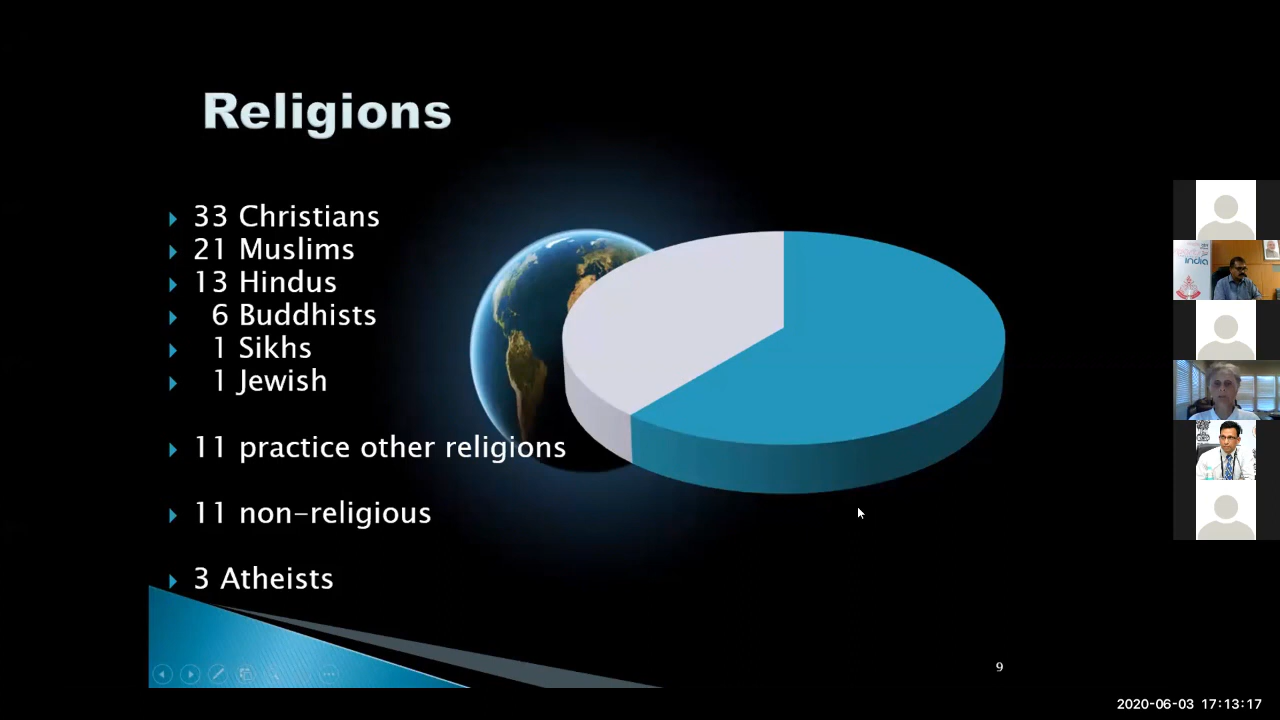 Religions
33 Christians
21 Muslims
13 Hindus
6 Buddhists
1 Sikhs
1 Jewish
11 practice other religions
11 non-religious
3 Atheists
9
india
2020-06-03 17:13:17